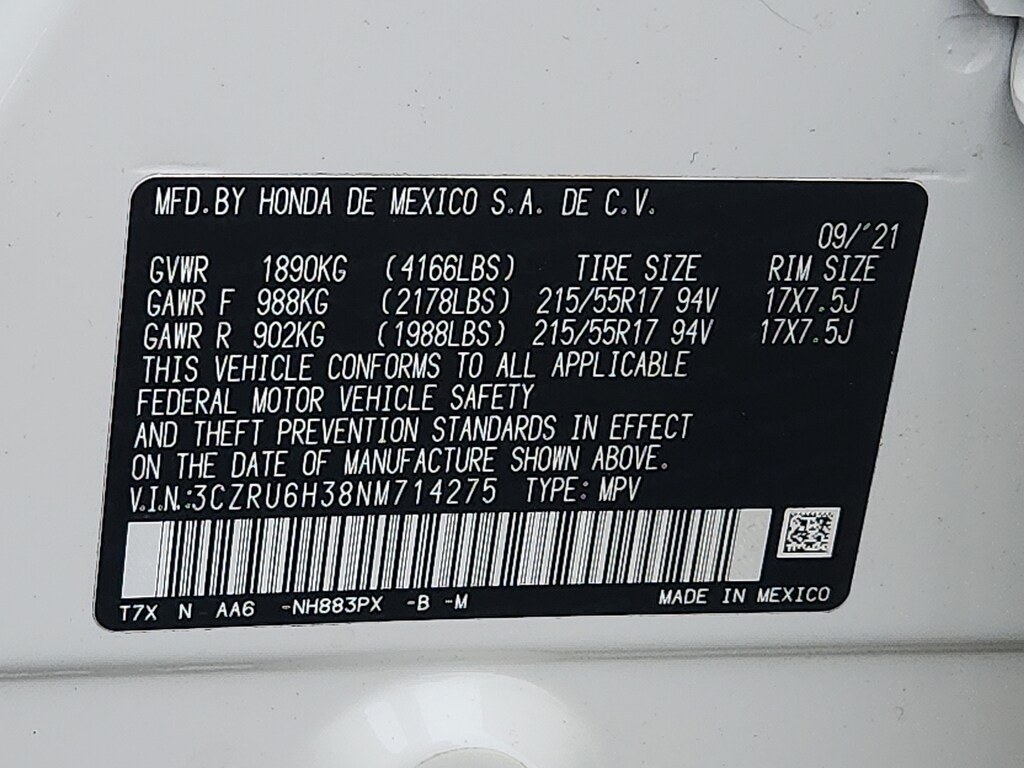 MFD.BY HONDA DE MEXICO S.A. DE C.V.
09/'21
GVWR 1890KG (4166LBS) TIRE SIZE RIM SIZE
GAWR F 988KG (2178LBS) 215/55R17 94V 17X7.5J
GAWR R 902KG (1988LBS) 215/55R17 94V 17X7.5J
THIS VEHICLE CONFORMS TO ALL APPLICABLE
FEDERAL MOTOR VEHICLE SAFETY
AND THEFT PREVENTION STANDARDS IN EFFECT
ON THE DATE OF MANUFACTURE SHOWN ABOVE.
V.I.N.:3CZRU6H38NM714275 TYPE: MPV
T7X N AA6 -NH883PX -B -M MADE IN MEXICO